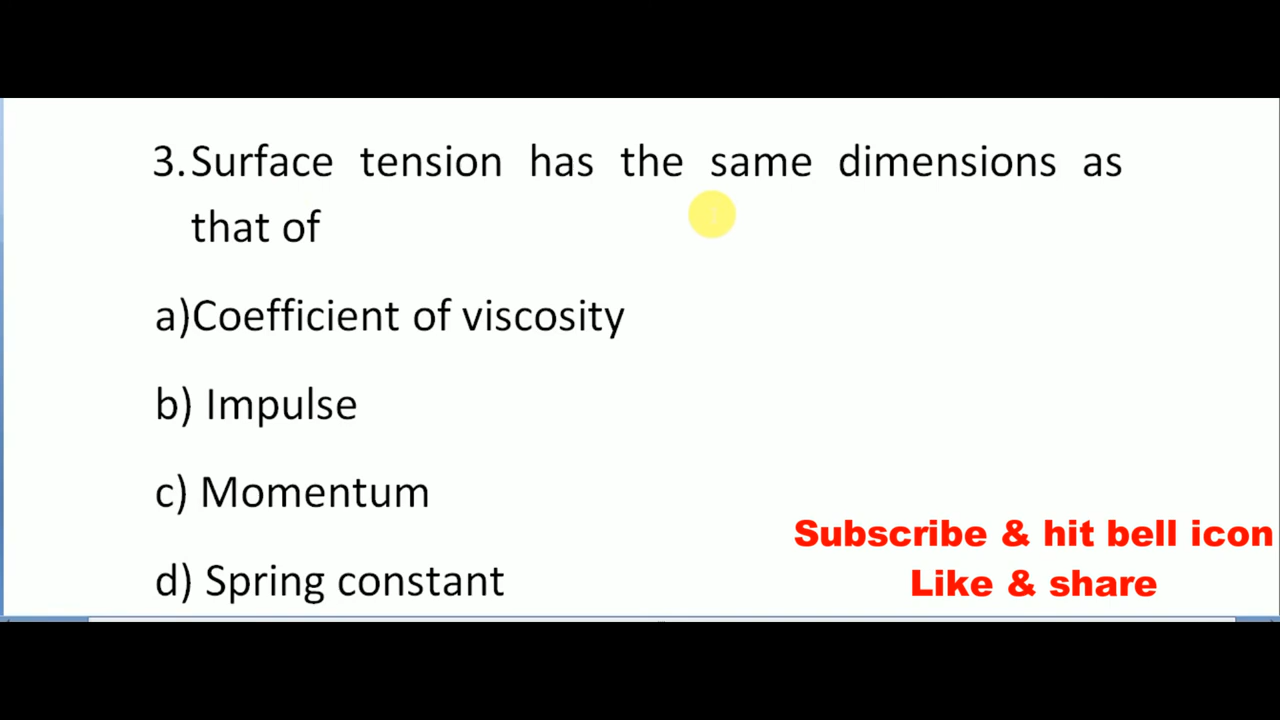 3.Surface tension has the same dimensions as
that of
a)Coefficient of viscosity
b) Impulse
c) Momentum
d) Spring constant
Subscribe & hit bell icon
Like & share